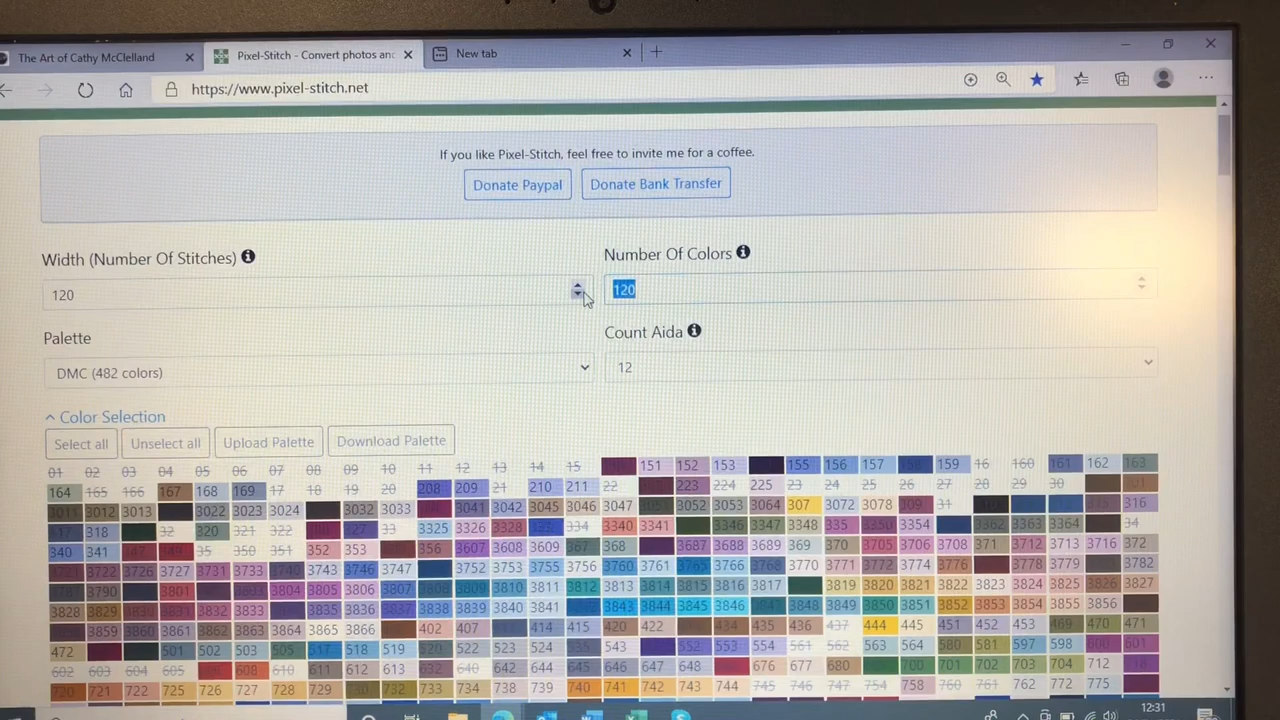 The Art of Cathy McClelland
Pixel-Stitch - Convert photos an
New tab
https://www.pixel-stitch.net
If you like Pixel-Stitch, feel free to invite me for a coffee.
Donate Paypal Donate Bank Transfer
Width (Number Of Stitches) Number Of Colors
120 120
Palette Count Aida
DMC (482 colors) 12
Color Selection
Select all Unselect all Upload Palette Download Palette
01 02 03 04 05 06 07 08 09 10 11 12 13 14 15 151 152 153 155 156 157 158 159 16 160 161 162 163
164 165 166 167 168 169 17 18 19 20 208 209 21 210 211 22 223 224 225 23 24 25 26 27 28 29 30 301
3011 3012 3013 3022 3023 3024 3032 3033 3041 3042 3045 3046 3047 3051 3052 3053 3064 307 3072 3078 3109 31 315 316
317 318 32 320 321 322 327 33 3325 3326 3328 334 3340 3341 3346 3347 3348 335 3350 3354 3362 3363 3364 34
340 341 347 35 350 351 352 353 356 3607 3608 3609 367 368 3687 3688 3689 369 370 3705 3706 3708 371 3712 3713 3716 372
3721 3722 3726 3727 3731 3733 3740 3743 3746 3747 3752 3753 3755 3756 3760 3761 3765 3766 3768 3770 3771 3772 3774 3776 3778 3779 3782
3790 3801 3803 3804 3805 3806 3807 3808 3809 3810 3811 3812 3813 3814 3815 3816 3817 3819 3820 3821 3822 3823 3824 3825 3826 3827
3828 3829 3830 3831 3832 3833 3835 3836 3837 3838 3839 3840 3841 3843 3844 3845 3846 3848 3849 3850 3851 3852 3853 3854 3855 3856
3859 3860 3861 3862 3863 3864 3865 3866 402 407 414 415 420 422 434 435 436 437 444 445 451 452 453 469 470 471
472 501 502 503 505 517 518 519 520 522 523 524 535 543 552 553 554 561 562 563 564 580 581 597 598 600 601
602 603 604 605 608 610 611 612 613 632 640 642 644 645 646 647 648 676 677 680 700 701 702 703 704 712 718
720 721 722 725 726 727 728 729 730 732 733 734 738 739 740 741 742 743 744 745 746 747 754 758 760 761 762 772 775
12:31